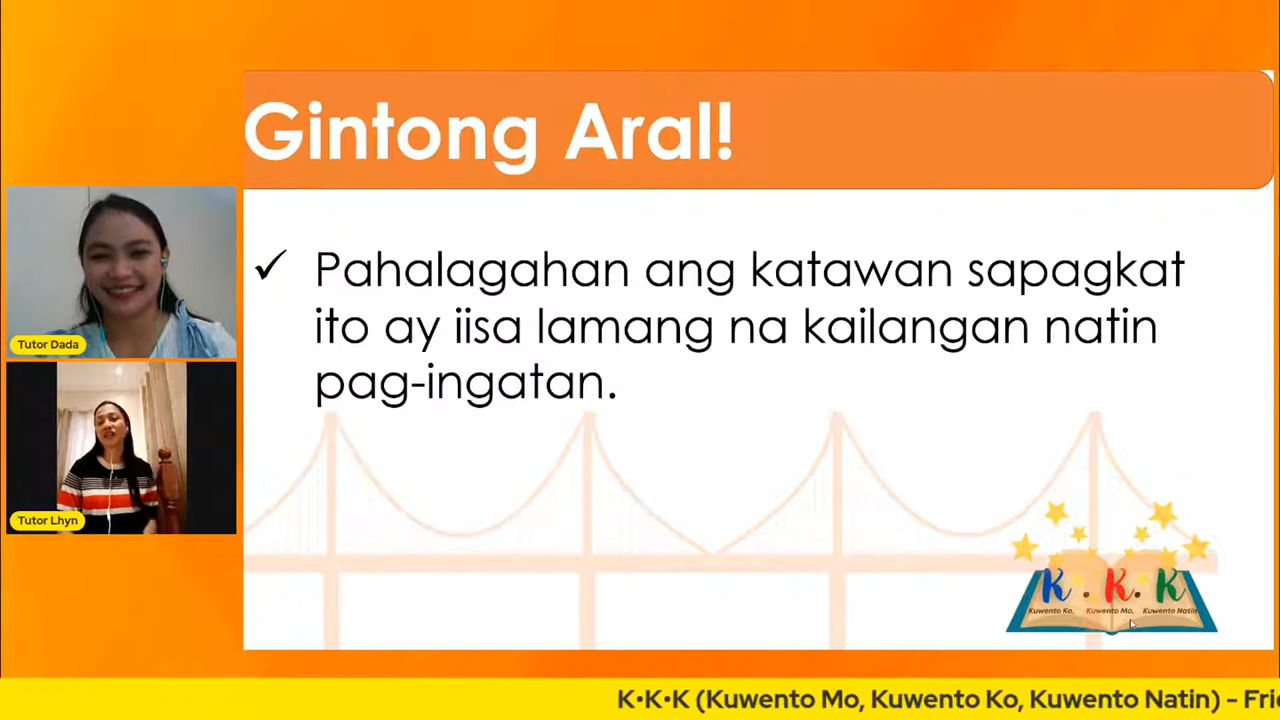 Gintong Aral!
✓ Pahalagahan ang katawan sapagkat
ito ay iisa lamang na kailangan natin
pag-ingatan.
Tutor Dada
Tutor Lhyn
K . K. K
Kuwento Ko. Kuwento Mo. Kuwento Natin
K•K•K (Kuwento Mo, Kuwento Ko, Kuwento Natin) - Frie